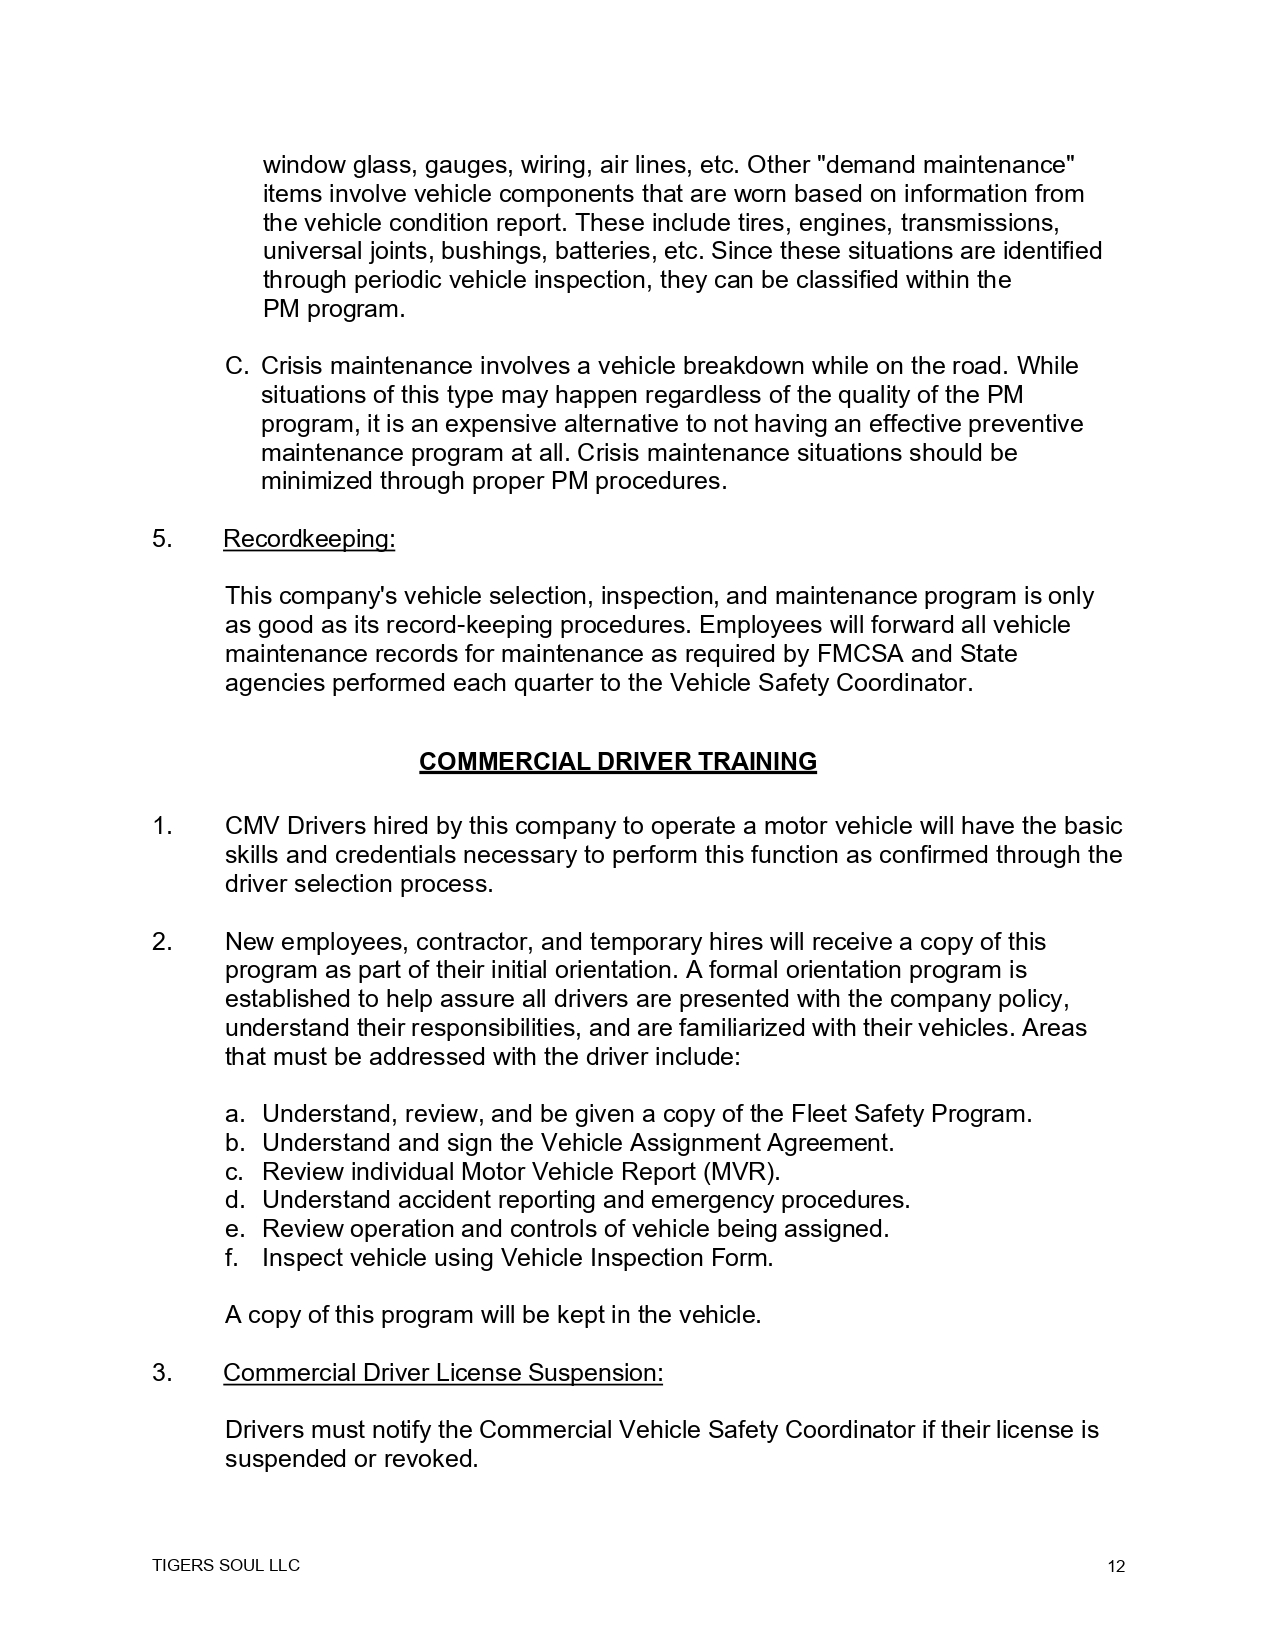 window glass, gauges, wiring, air lines, etc. Other "demand maintenance"
items involve vehicle components that are worn based on information from
the vehicle condition report. These include tires, engines, transmissions,
universal joints, bushings, batteries, etc. Since these situations are identified
through periodic vehicle inspection, they can be classified within the
PM program.
C. Crisis maintenance involves a vehicle breakdown while on the road. While
situations of this type may happen regardless of the quality of the PM
program, it is an expensive alternative to not having an effective preventive
maintenance program at all. Crisis maintenance situations should be
minimized through proper PM procedures.
5. Recordkeeping:
This company's vehicle selection, inspection, and maintenance program is only
as good as its record-keeping procedures. Employees will forward all vehicle
maintenance records for maintenance as required by FMCSA and State
agencies performed each quarter to the Vehicle Safety Coordinator.
COMMERCIAL DRIVER TRAINING
1. CMV Drivers hired by this company to operate a motor vehicle will have the basic
skills and credentials necessary to perform this function as confirmed through the
driver selection process.
2. New employees, contractor, and temporary hires will receive a copy of this
program as part of their initial orientation. A formal orientation program is
established to help assure all drivers are presented with the company policy,
understand their responsibilities, and are familiarized with their vehicles. Areas
that must be addressed with the driver include:
a. Understand, review, and be given a copy of the Fleet Safety Program.
b. Understand and sign the Vehicle Assignment Agreement.
c. Review individual Motor Vehicle Report (MVR).
d. Understand accident reporting and emergency procedures.
e. Review operation and controls of vehicle being assigned.
f. Inspect vehicle using Vehicle Inspection Form.
A copy of this program will be kept in the vehicle.
3. Commercial Driver License Suspension:
Drivers must notify the Commercial Vehicle Safety Coordinator if their license is
suspended or revoked.
TIGERS SOUL LLC 12